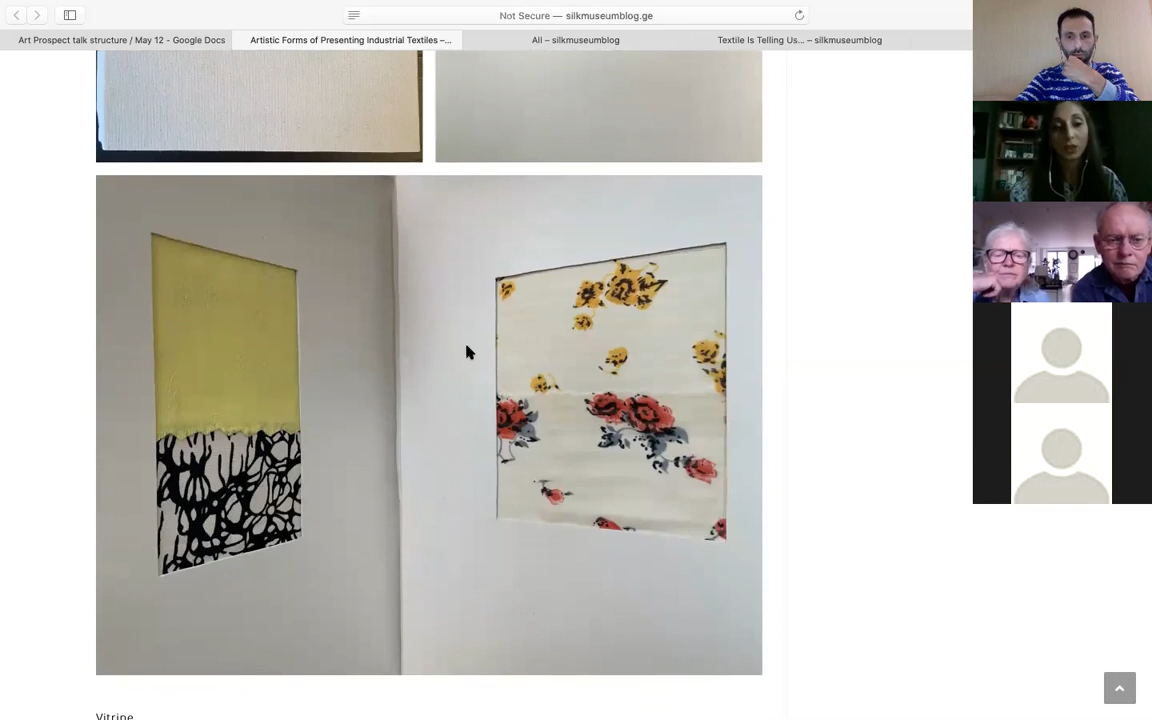 Not Secure — silkmuseumblog.ge
Art Prospect talk structure / May 12 - Google Docs
Artistic Forms of Presenting Industrial Textiles –...
All – silkmuseumblog
Textile Is Telling Us... – silkmuseumblog
Vitrine